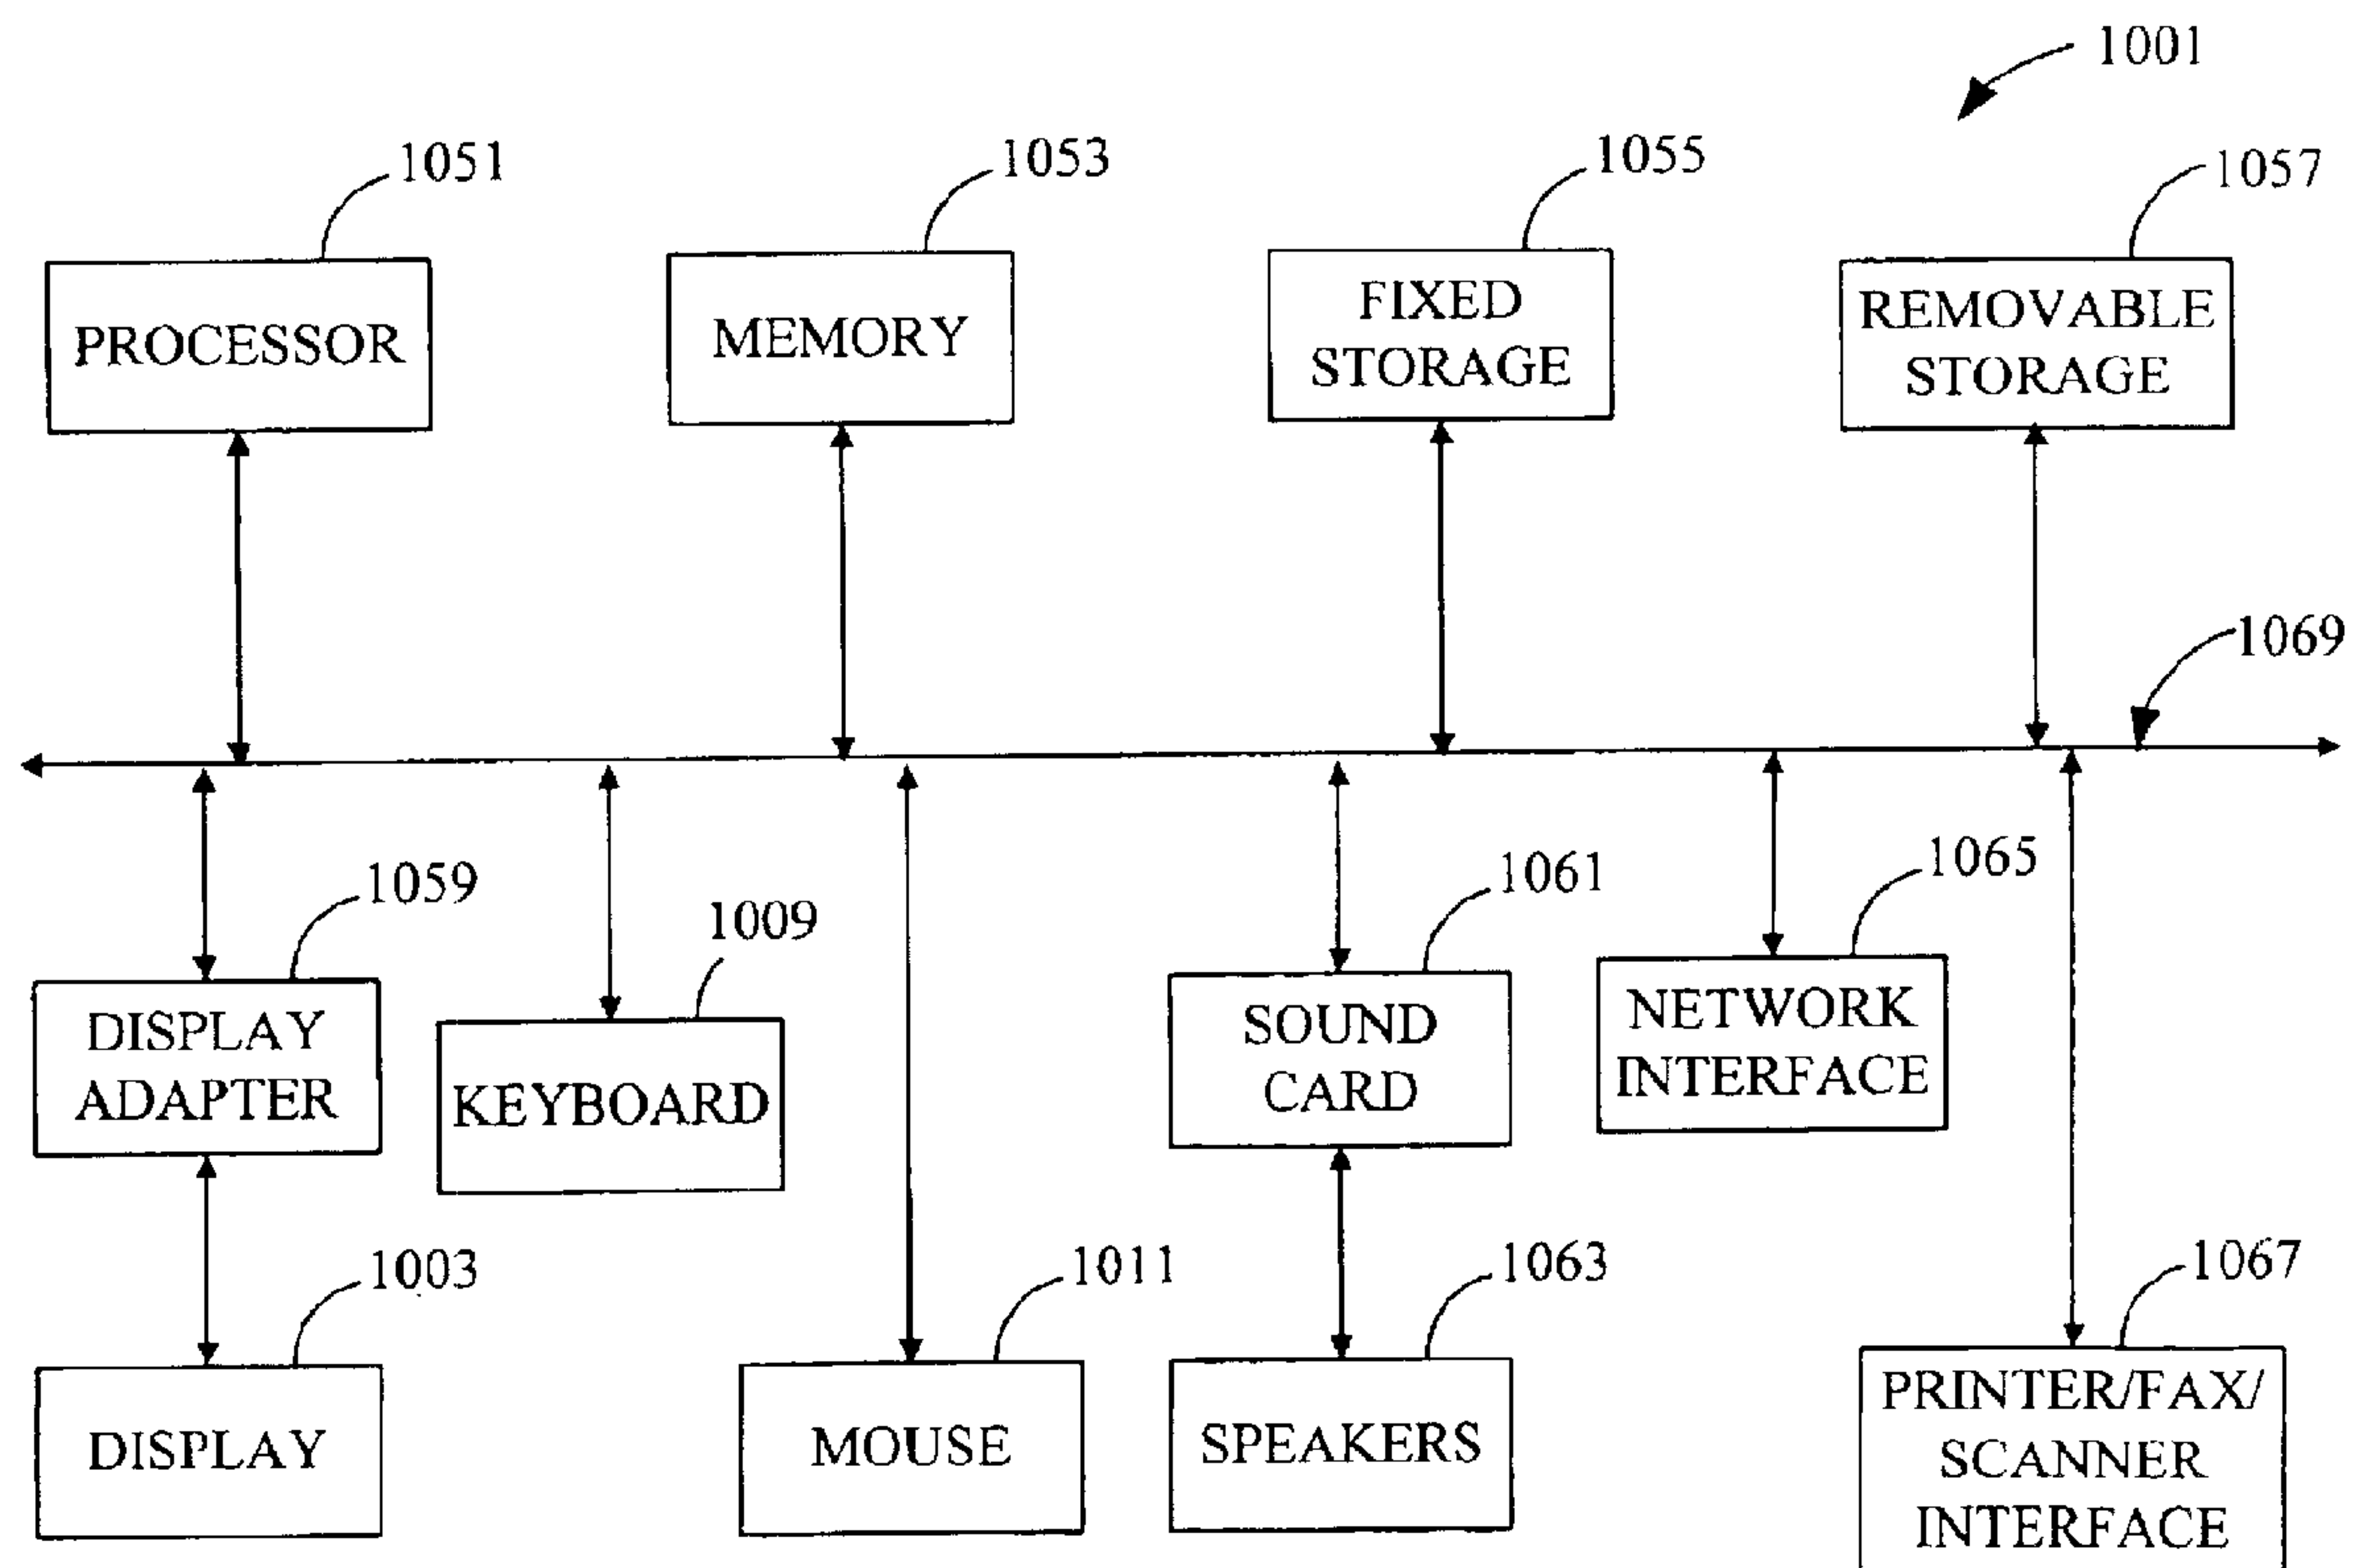 1001
1051
1053
1055
1057
PROCESSOR
MEMORY
FIXED
STORAGE
REMOVABLE
STORAGE
1069
1059
1009
1061
1065
DISPLAY
ADAPTER
KEYBOARD
SOUND
CARD
NETWORK
INTERFACE
1003
1011
1063
1067
DISPLAY
MOUSE
SPEAKERS
PRINTER/FAX/
SCANNER
INTERFACE